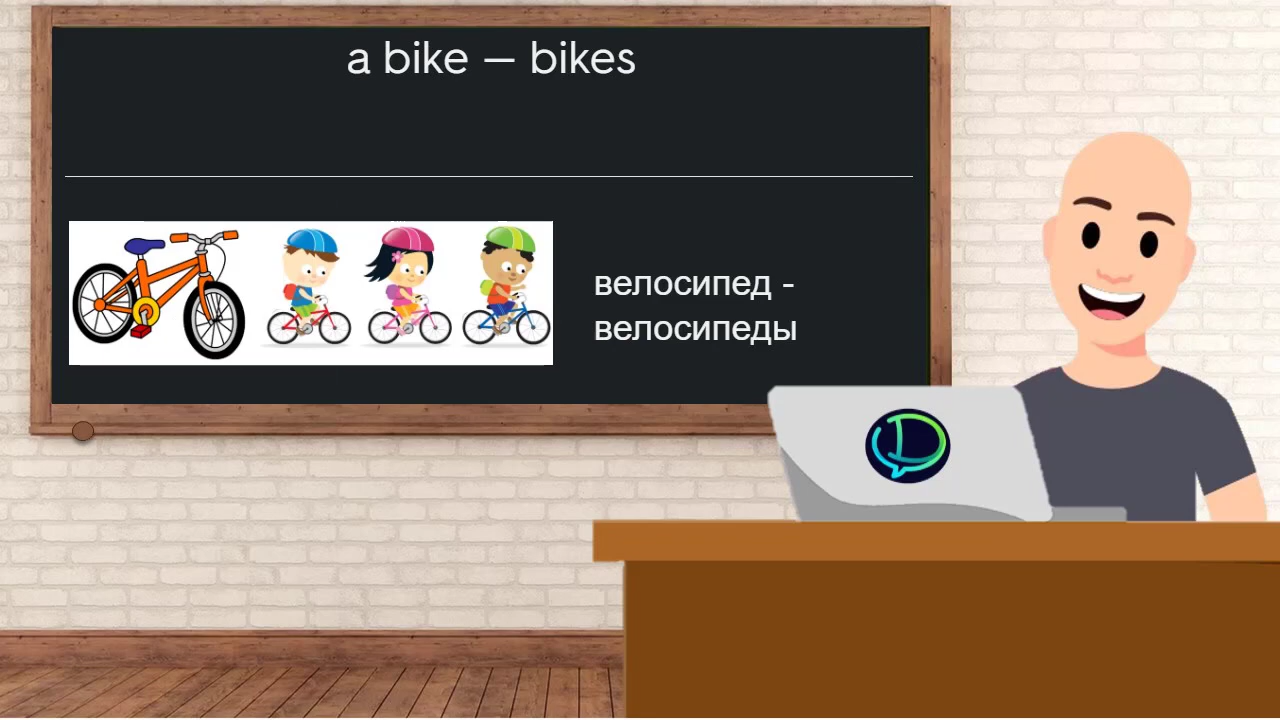 a bike — bikes
велосипед -
велосипеды